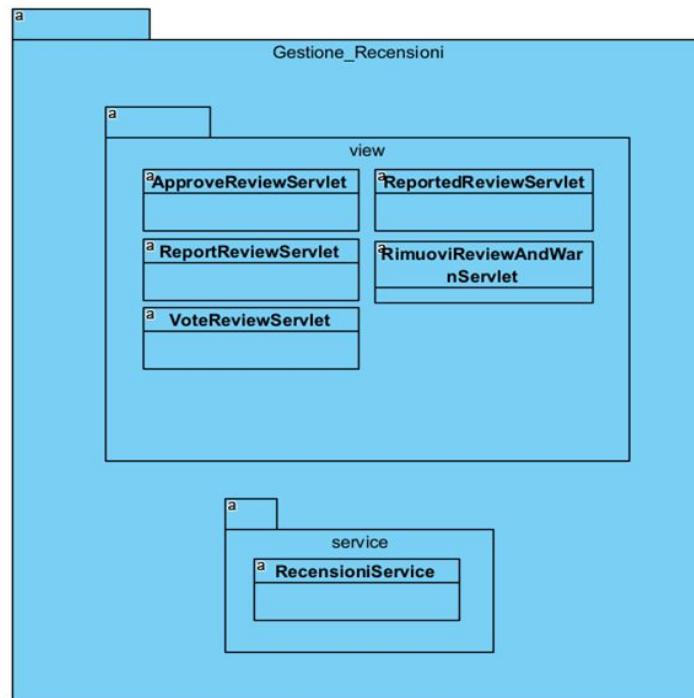 a
Gestione_Recensioni
a
view
a
ApproveReviewServlet
a
ReportedReviewServlet
a
ReportReviewServlet
a
RimuoviReviewAndWar
nServlet
a
VoteReviewServlet
a
service
a
RecensioniService